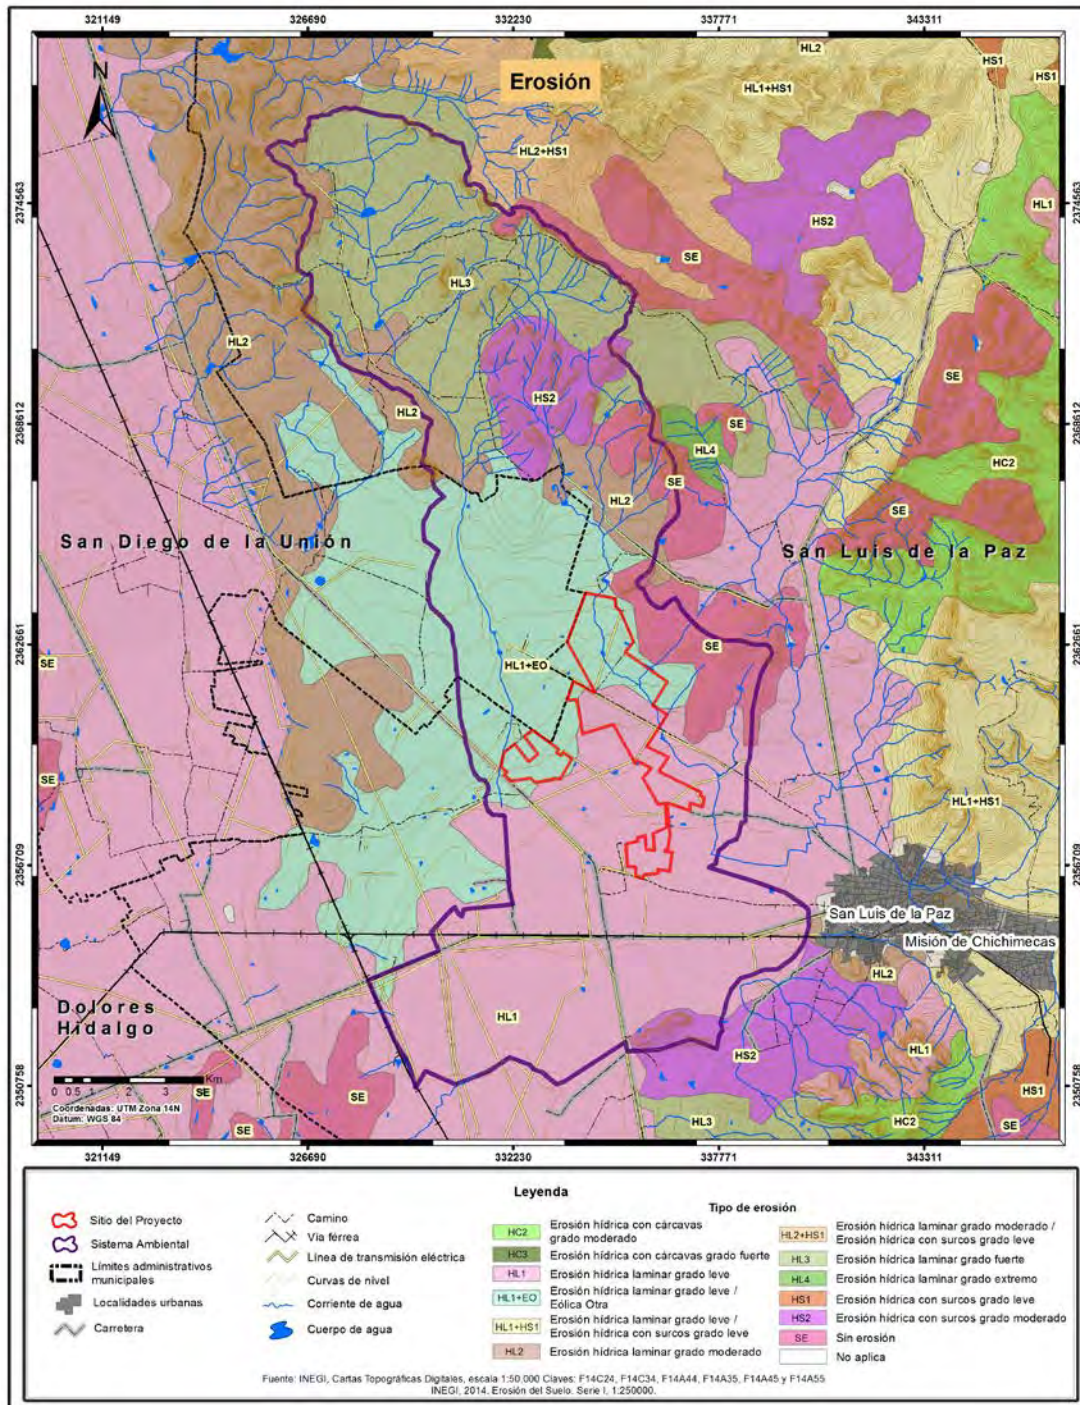 321149 326690 332230 337771 343311
N
Erosión
HL2
HS1
HS1
HL1+HS1
HL2+HS1
2374563
2374563
HL1
HS2
SE
HL3
HL2
SE
HS2
HL2
SE
2368612
2368612
HL4
HC2
SE
HL2
SE
San Diego de la Unión
San Luis de la Paz
2362661
2362661
SE
SE
HL1+EO
SE
HL1+HS1
2356709
2356709
San Luis de la Paz
Misión de Chichimecas
HL2
Dolores
Hidalgo
HL1
HS2
HL1
HS1
2350758
2350758
Km
0 0.5 1 2 3
SE
SE
Coordenadas: UTM Zona 14N
Datum: WGS 84
SE
HL3
HC2
SE
321149 326690 332230 337771 343311
Leyenda
Sitio del Proyecto
Sistema Ambiental
Límites administrativos
municipales
Localidades urbanas
Carretera
Camino
Vía férrea
Línea de transmisión eléctrica
Curvas de nivel
Corriente de agua
Cuerpo de agua
Tipo de erosión
HC2 Erosión hídrica con cárcavas
grado moderado
HC3 Erosión hídrica con cárcavas grado fuerte
HL1 Erosión hídrica laminar grado leve
HL1+EO Erosión hídrica laminar grado leve /
Eólica Otra
HL1+HS1 Erosión hídrica laminar grado leve /
Erosión hídrica con surcos grado leve
HL2 Erosión hídrica laminar grado moderado
HL2+HS1 Erosión hídrica laminar grado moderado /
Erosión hídrica con surcos grado leve
HL3 Erosión hídrica laminar grado fuerte
HL4 Erosión hídrica laminar grado extremo
HS1 Erosión hídrica con surcos grado leve
HS2 Erosión hídrica con surcos grado moderado
SE Sin erosión
No aplica
Fuente: INEGI, Cartas Topográficas Digitales, escala 1:50 000 Claves: F14C24, F14C34, F14A44, F14A35, F14A45 y F14A55
INEGI, 2014. Erosión del Suelo. Serie I, 1:250000.